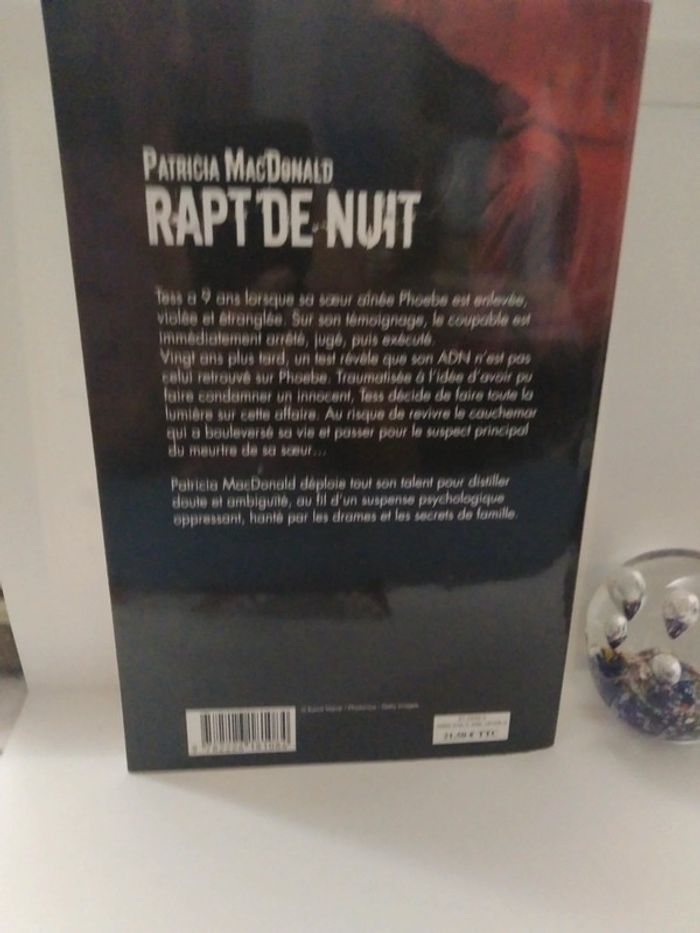 PATRICIA MACDONALD
RAPT DE NUIT
Tess a 9 ans lorsque sa sœur aînée Phoebe est enlevée,
violée et étranglée. Sur son témoignage, le coupable est
immédiatement arrêté, jugé, puis exécuté.
Vingt ans plus tard, un test révèle que son ADN n'est pas
celui retrouvé sur Phoebe. Traumatisée à l'idée d'avoir pu
faire condamner un innocent, Tess décide de faire toute la
lumière sur cette affaire. Au risque de revivre le cauchemar
qui a bouleversé sa vie et passer pour le suspect principal
du meurtre de sa sœur...
Patricia MacDonald déploie tout son talent pour distiller
doute et ambiguïté, au fil d'un suspense psychologique
oppressant, hanté par les drames et les secrets de famille.
/ Getty Images
21,50 € TTC